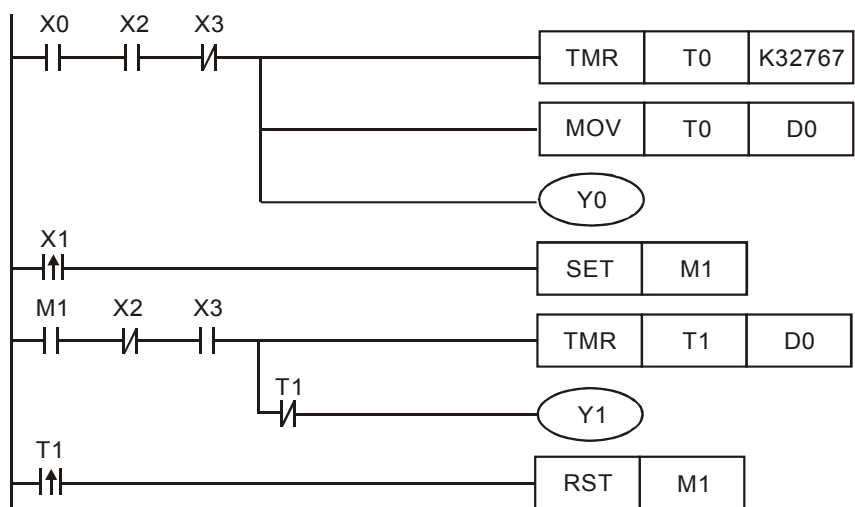 X0 X2 X3
TMR T0 K32767
MOV T0 D0
Y0
X1
SET M1
M1 X2 X3
TMR T1 D0
T1
Y1
T1
RST M1